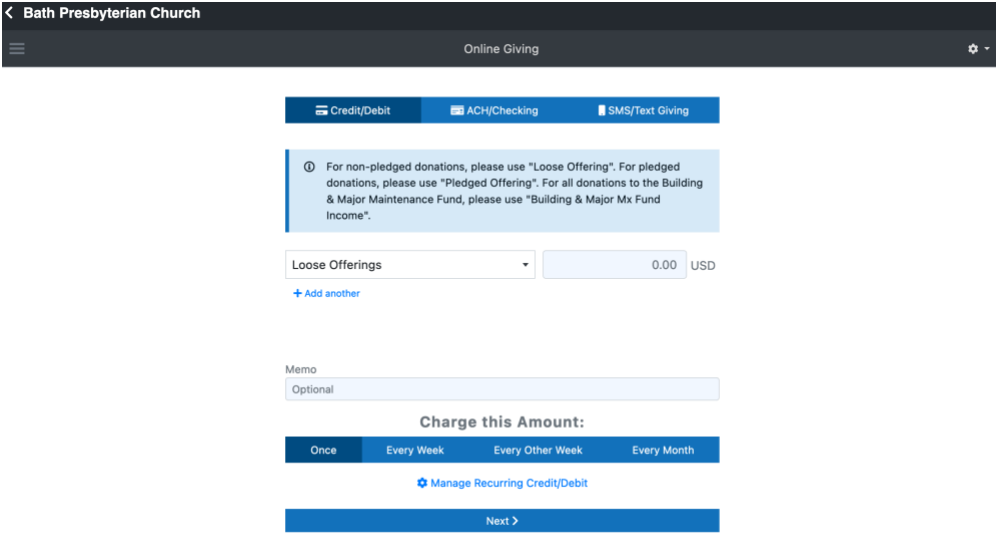 Bath Presbyterian Church
Online Giving
Credit/Debit
ACH/Checking
SMS/Text Giving
For non-pledged donations, please use "Loose Offering". For pledged
donations, please use "Pledged Offering". For all donations to the Building
& Major Maintenance Fund, please use "Building & Major Mx Fund
Income".
Loose Offerings
0.00 USD
+ Add another
Memo
Optional
Charge this Amount:
Once
Every Week
Every Other Week
Every Month
Manage Recurring Credit/Debit
Next